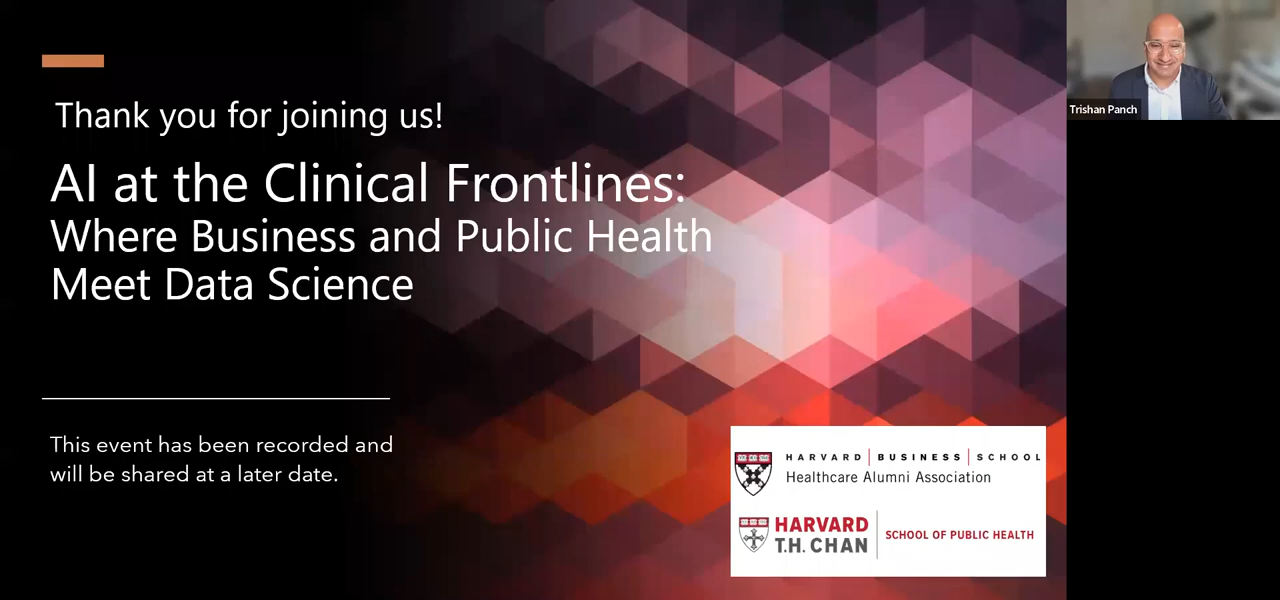 Thank you for joining us!
AI at the Clinical Frontlines:
Where Business and Public Health
Meet Data Science
This event has been recorded and
will be shared at a later date.
HARVARD | BUSINESS | SCHOOL
Healthcare Alumni Association
HARVARD
T.H. CHAN
SCHOOL OF PUBLIC HEALTH
Trishan Panch